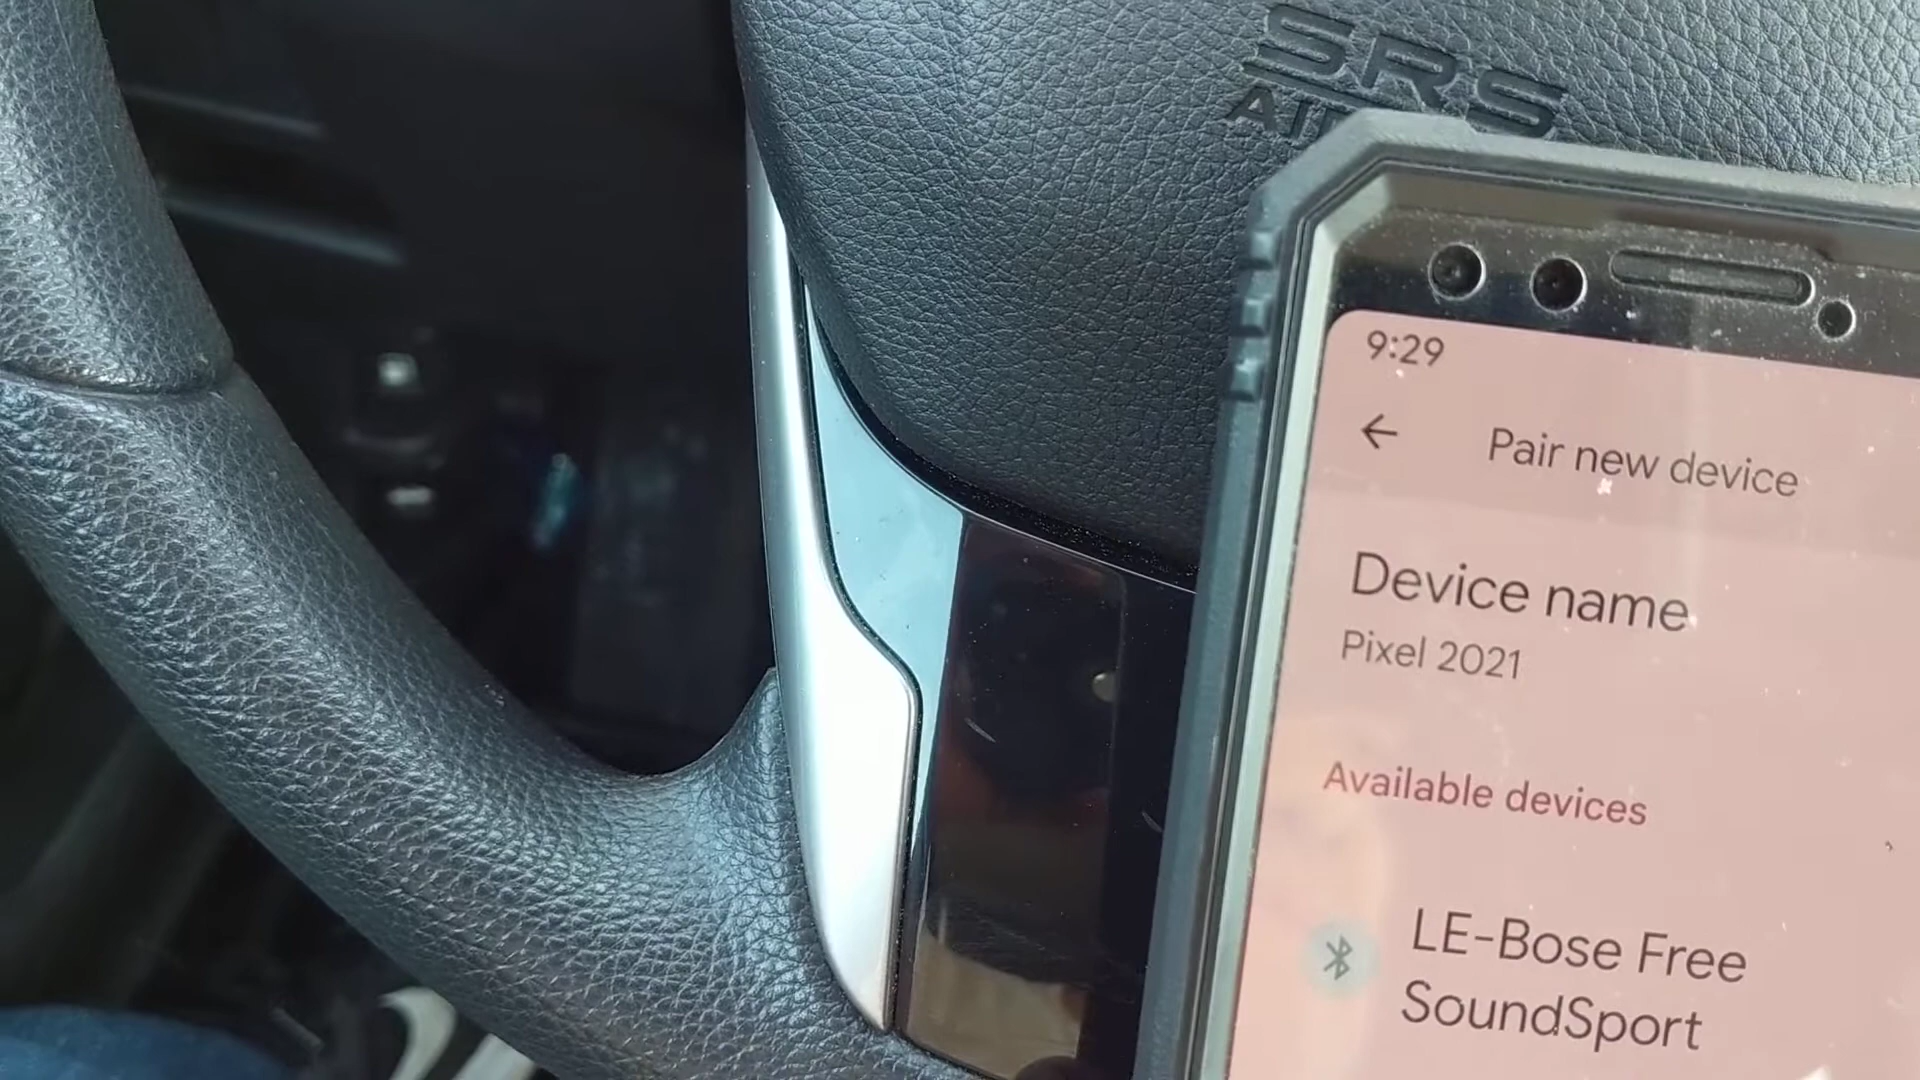 SRS
9:29
Pair new device
Device name
Pixel 2021
Available devices
LE-Bose Free
SoundSport